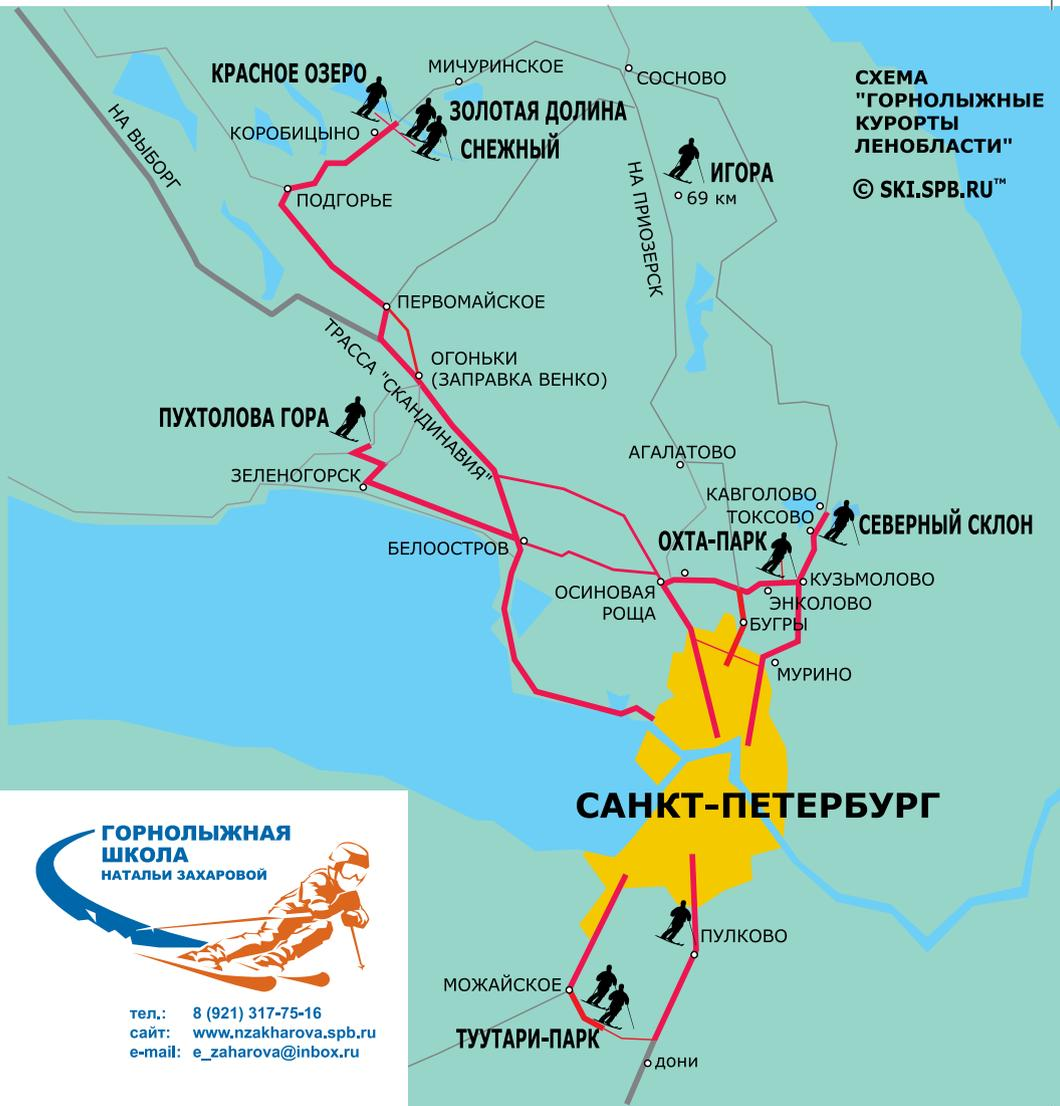 КРАСНОЕ ОЗЕРО
МИЧУРИНСКОЕ
СОСНОВО
СХЕМА
"ГОРНОЛЫЖНЫЕ
КУРОРТЫ
ЛЕНОБЛАСТИ"
© SKI.SPB.RU™
НА ВЫБОРГ
ЗОЛОТАЯ ДОЛИНА
КОРОБИЦЫНО
СНЕЖНЫЙ
ИГОРА
69 км
ПОДГОРЬЕ
НА ПРИОЗЕРСК
ПЕРВОМАЙСКОЕ
ТРАССА "СКАНДИНАВИЯ"
ОГОНЬКИ
(ЗАПРАВКА ВЕНКО)
ПУХТОЛОВА ГОРА
ЗЕЛЕНОГОРСК
АГАЛАТОВО
КАВГОЛОВО
ТОКСОВО
СЕВЕРНЫЙ СКЛОН
ОХТА-ПАРК
БЕЛООСТРОВ
КУЗЬМОЛОВО
ОСИНОВАЯ
РОЩА
ЭНКОЛОВО
БУГРЫ
МУРИНО
САНКТ-ПЕТЕРБУРГ
ПУЛКОВО
МОЖАЙСКОЕ
ТУУТАРИ-ПАРК
ДОНИ
ГОРНОЛЫЖНАЯ
ШКОЛА
НАТАЛЬИ ЗАХАРОВОЙ
тел.: 8 (921) 317-75-16
сайт: www.nzakharova.spb.ru
e-mail: e_zaharova@inbox.ru